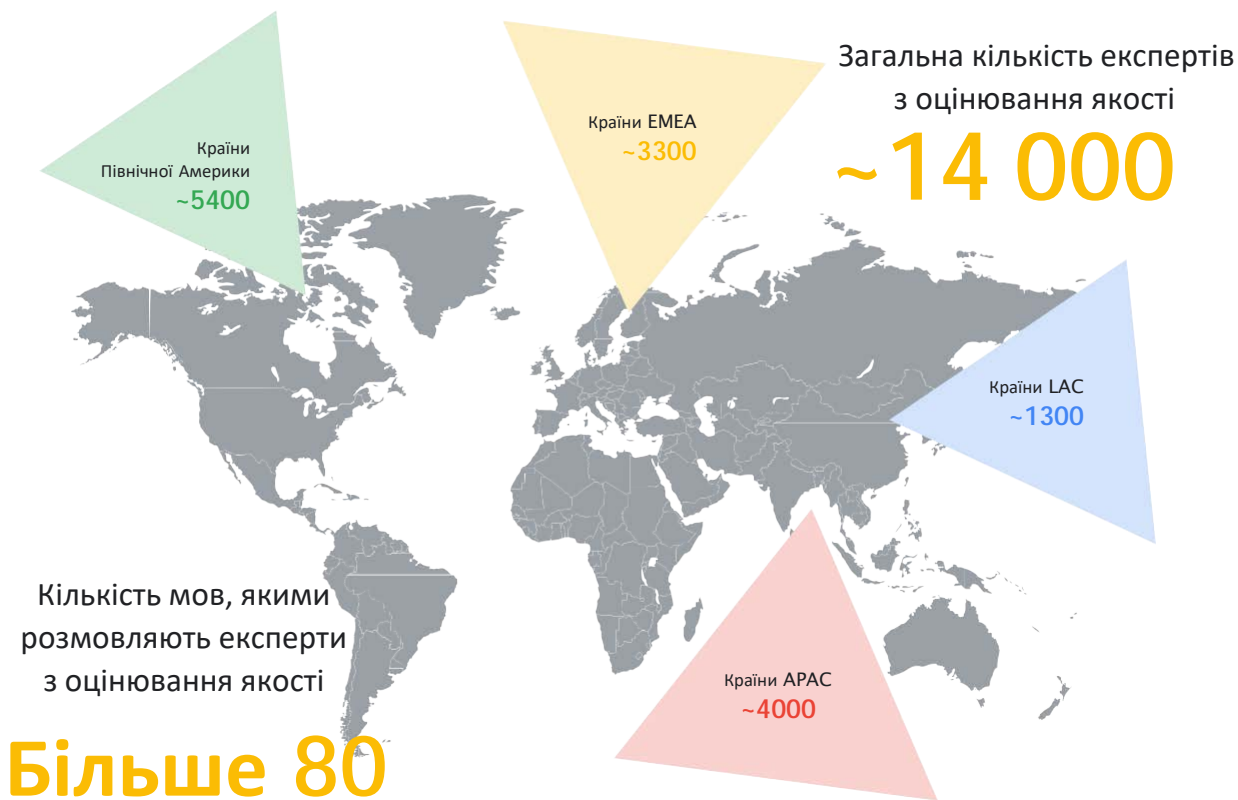 Загальна кількість експертів
з оцінювання якості
~14 000
Країни EMEA
~3300
Країни
Північної Америки
~5400
Країни LAC
~1300
Кількість мов, якими
розмовляють експерти
з оцінювання якості
Більше 80
Країни APAC
~4000